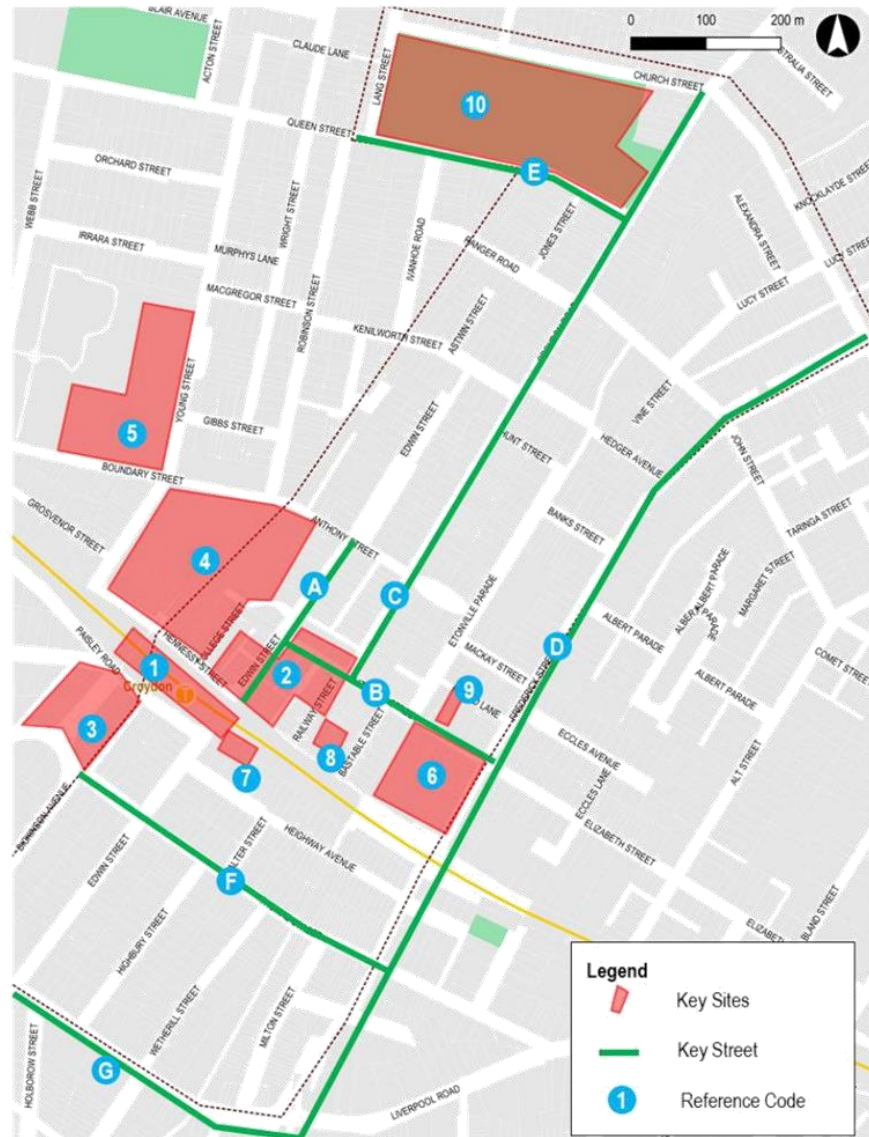 BLAIR AVENUE
ACTON STREET
CLAUDE LANE
LANG STREET
CHURCH STREET
0 100 200 m
10
QUEEN STREET
E
ORCHARD STREET
WEBB STREET
WRIGHT STREET
IRRARA STREET
MURPHYS LANE
IVANHOE ROAD
JONES STREET
ALEXANDRA STREET
KNOCKLAYDE STREET
LUCY STREET
LUCY STREET
MACGREGOR STREET
ROBINSON STREET
KENILWORTH STREET
ASTWIN STREET
YOUNG STREET
5
GIBBS STREET
EDWIN STREET
VINE STREET
HEDGER AVENUE
JOHN STREET
BOUNDARY STREET
BANKS STREET
TARINGA STREET
GROSVENOR STREET
ANTHONY STREET
4
A
C
ETONVILLE PARADE
ALBERT PARADE
MARGARET STREET
ALBERT PARADE
COMET STREET
PAISLEY ROAD
HENNESSY STREET
EDWIN STREET
MACKAY STREET
D
FREDERICK STREET
1
Croydon
2
B
9
LANE
RAILWAY STREET
BASTABLE STREET
3
7
8
6
ECCLES AVENUE
ECCLES LANE
ALT STREET
ELIZABETH STREET
HEIGHWAY AVENUE
EDWIN STREET
F
HIGHBURY STREET
WETHERILL STREET
MILTON STREET
BLAND STREET
G
HOLBOROW STREET
LIVERPOOL ROAD
Legend
Key Sites
Key Street
1 Reference Code